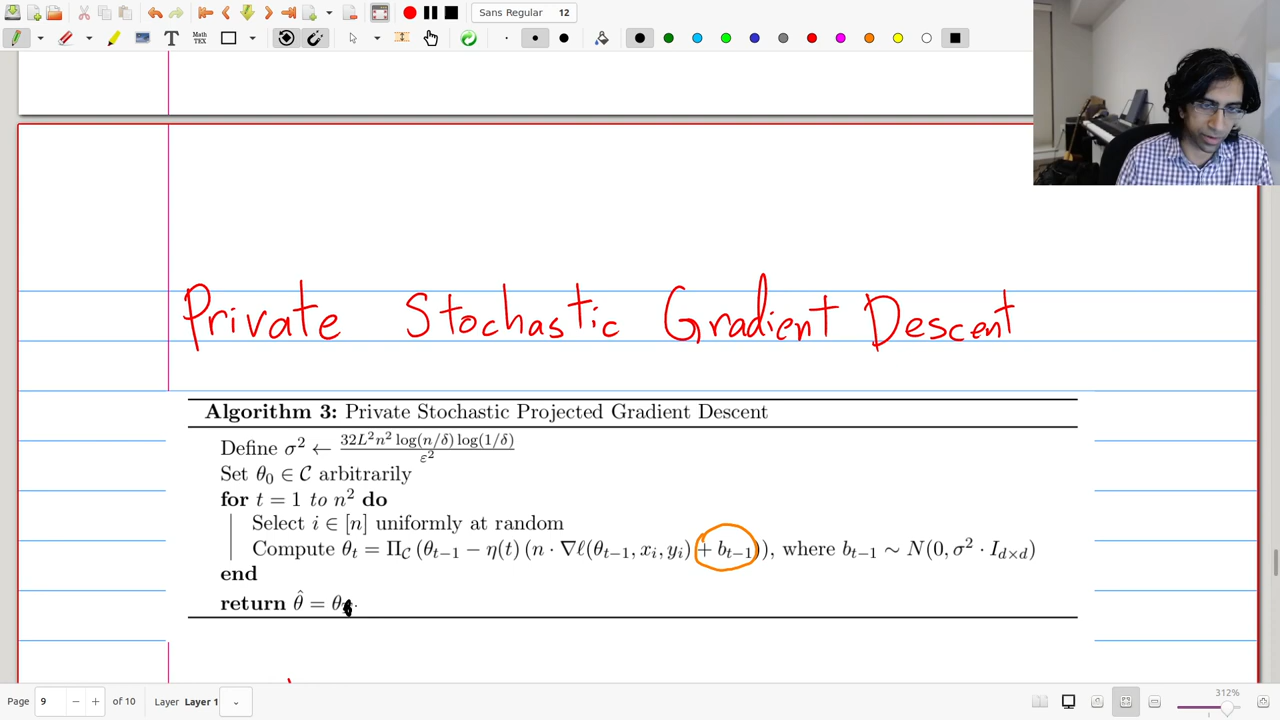 Sans Regular 12
Math TEX
Private Stochastic Gradient Descent
Algorithm 3: Private Stochastic Projected Gradient Descent
Define σ² ← 32L²n² log(n/δ) log(1/δ) / ε²
Set θ₀ ∈ 𝒞 arbitrarily
for t = 1 to n² do
Select i ∈ [n] uniformly at random
Compute θₜ = Π_𝒞 (θₜ₋₁ − η(t) (n · ∇ℓ(θₜ₋₁, xᵢ, yᵢ) + bₜ₋₁)), where bₜ₋₁ ∼ N(0, σ² · I_{d×d})
end
return θ̂ = θ
Page 9 of 10 Layer Layer 1 312%